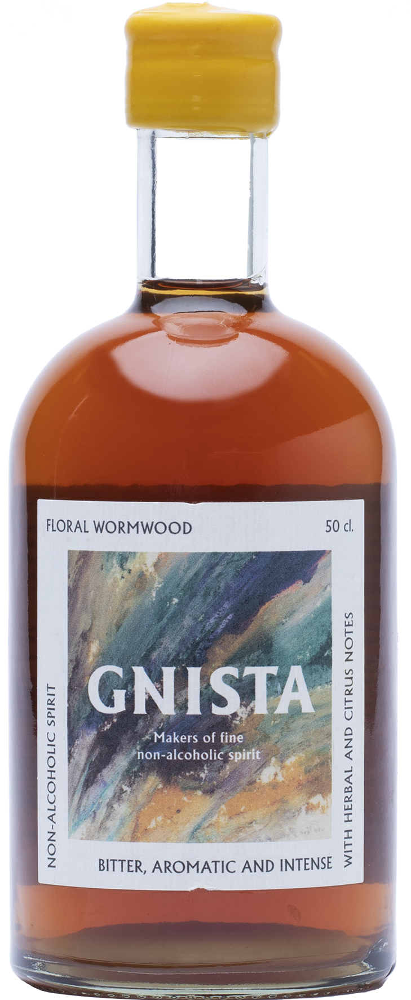 FLORAL WORMWOOD
50 cl.
GNISTA
Makers of fine
non-alcoholic spirit
NON-ALCOHOLIC SPIRIT
WITH HERBAL AND CITRUS NOTES
BITTER, AROMATIC AND INTENSE